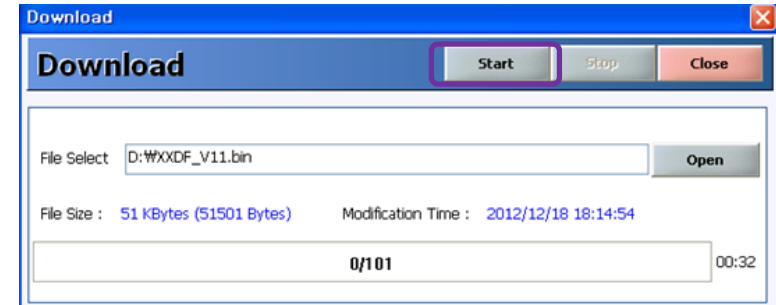 Download
Download Start Stop Close
File Select D:₩XXDF_V11.bin Open
File Size : 51 KBytes (51501 Bytes) Modification Time : 2012/12/18 18:14:54
0/101 00:32